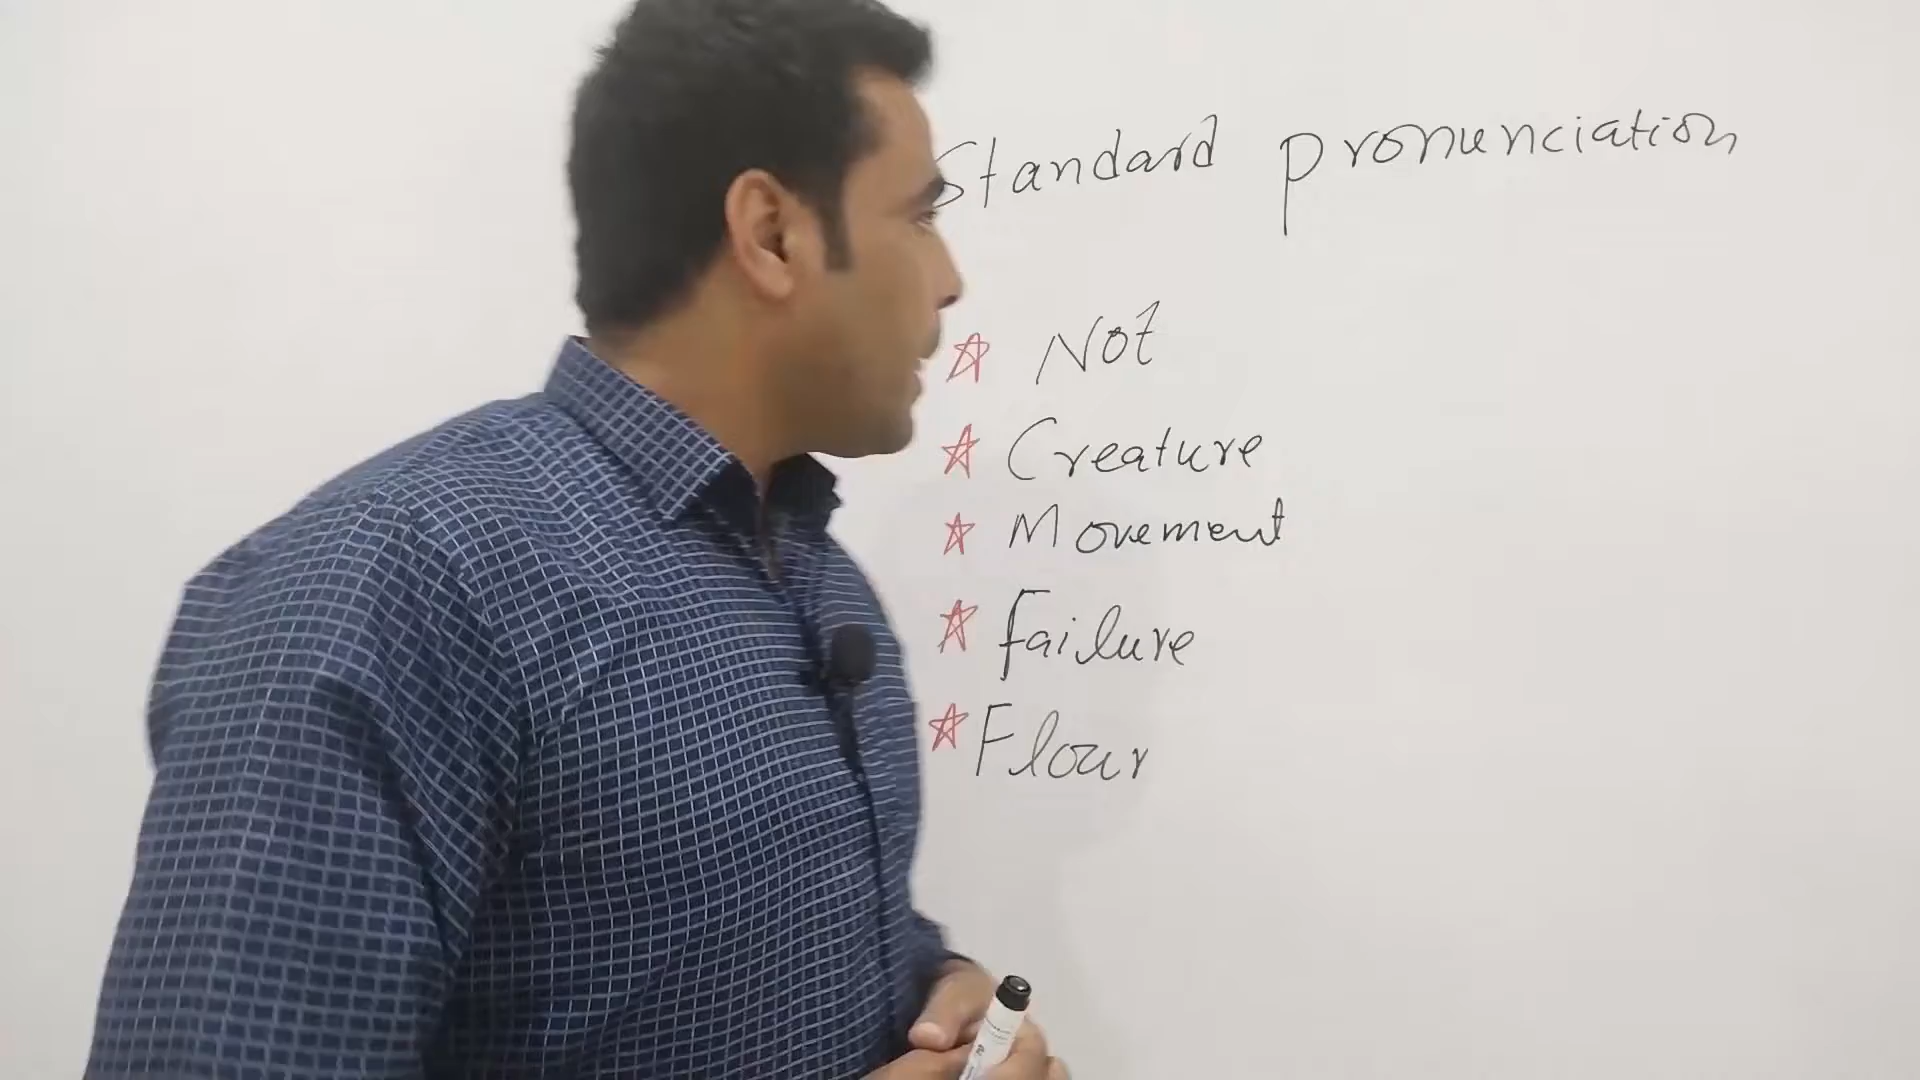 Standard pronunciation
☆ Not
☆ Creature
☆ Movement
☆ failure
☆ Flour